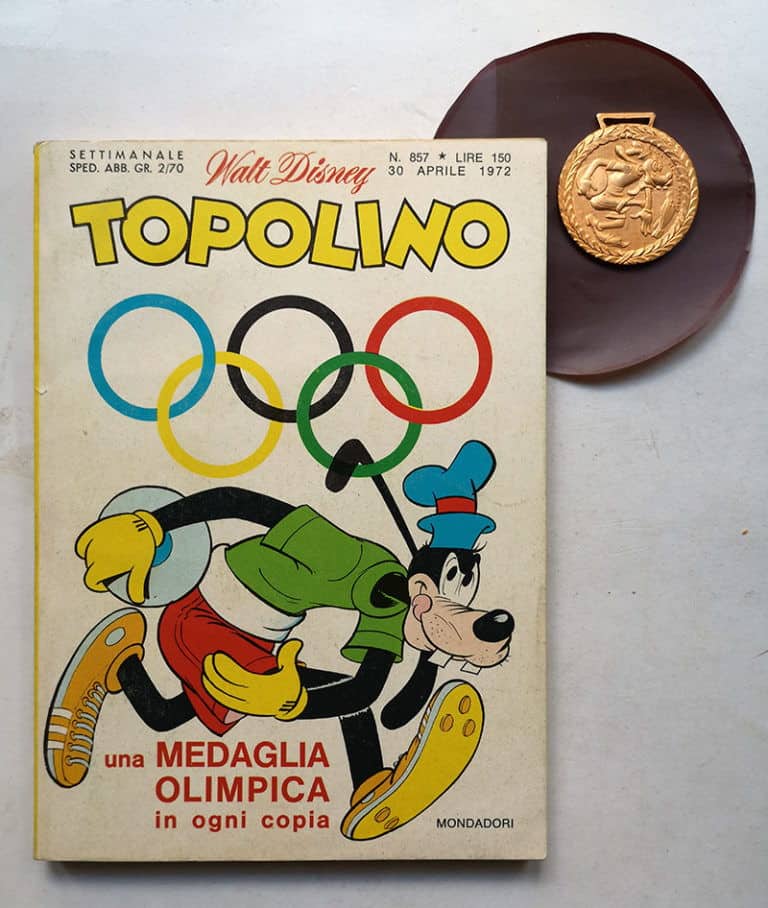 SETTIMANALE
SPED. ABB. GR. 2/70
Walt Disney
N. 857 ★ LIRE 150
30 APRILE 1972
TOPOLINO
una MEDAGLIA
OLIMPICA
in ogni copia
MONDADORI